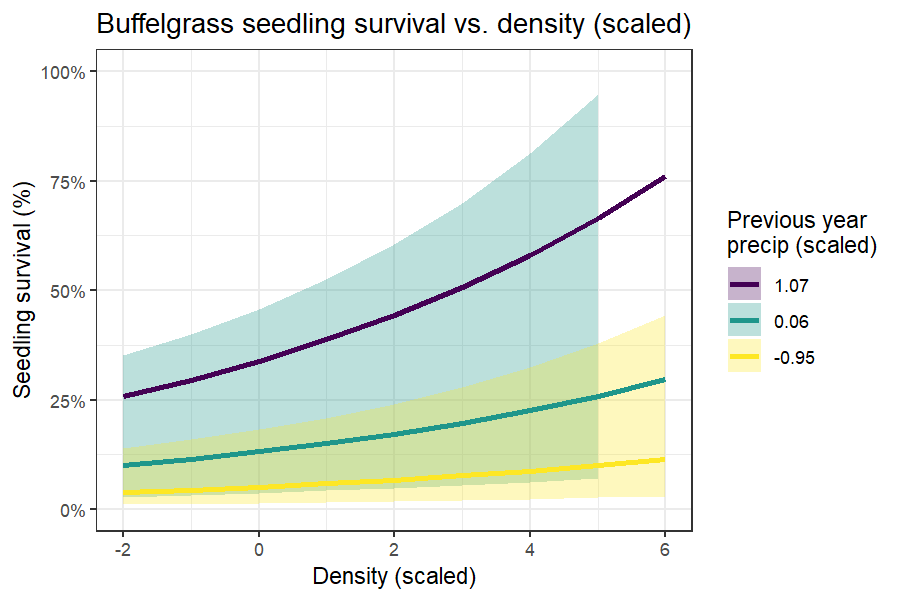 Buffelgrass seedling survival vs. density (scaled)
Seedling survival (%)
100%
75%
50%
25%
0%
-2
0
2
4
6
Density (scaled)
Previous year
precip (scaled)
1.07
0.06
-0.95